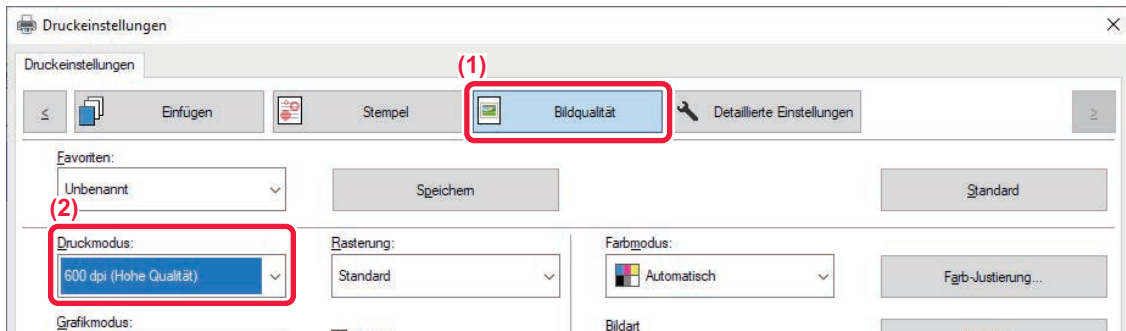 Druckeinstellungen
Druckeinstellungen
(1)
Einfügen Stempel Bildqualität Detaillierte Einstellungen
Favoriten:
Unbenannt Speichern Standard
(2)
Druckmodus: Rasterung: Farbmodus:
600 dpi (Hohe Qualität) Standard Automatisch Farb-Justierung...
Grafikmodus: Bildart